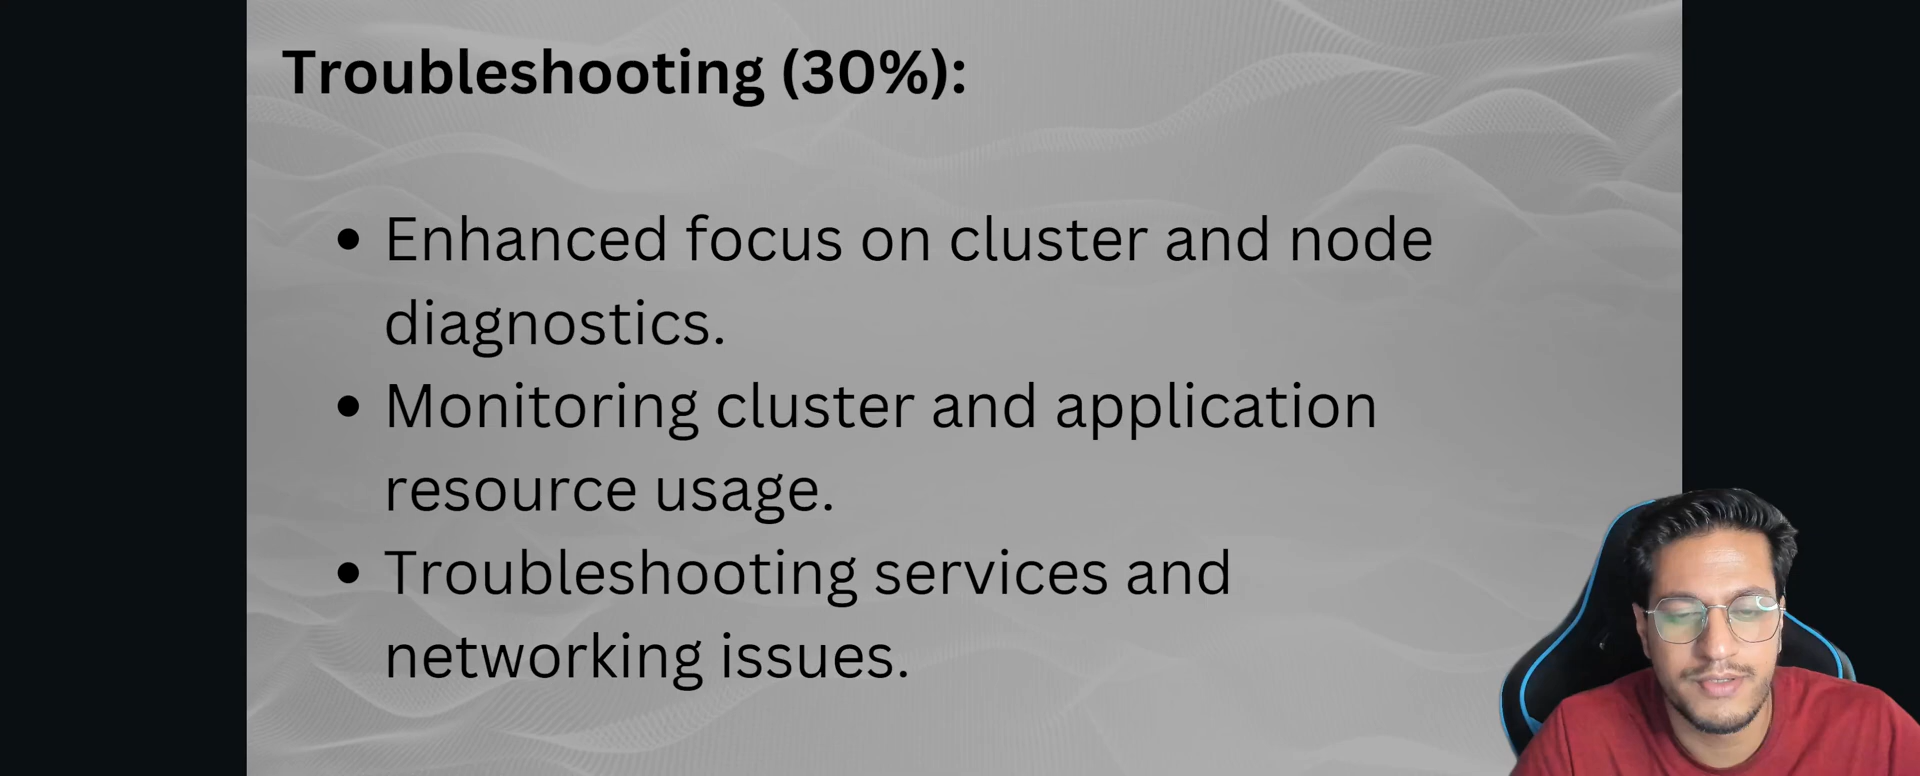 Troubleshooting (30%):
• Enhanced focus on cluster and node
diagnostics.
• Monitoring cluster and application
resource usage.
• Troubleshooting services and
networking issues.